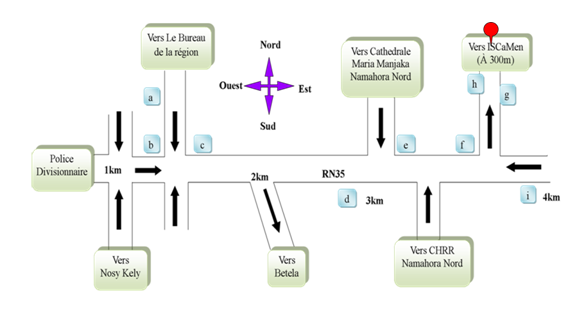 Vers Le Bureau
de la région
Nord
Ouest
Est
Sud
Vers Cathedrale
Maria Manjaka
Namahora Nord
Vers ISCaMen
(À 300m)
a
h
g
b
c
e
f
Police
Divisionnaire
1km
2km
RN35
d
3km
i
4km
Vers
Nosy Kely
Vers
Betela
Vers CHRR
Namahora Nord